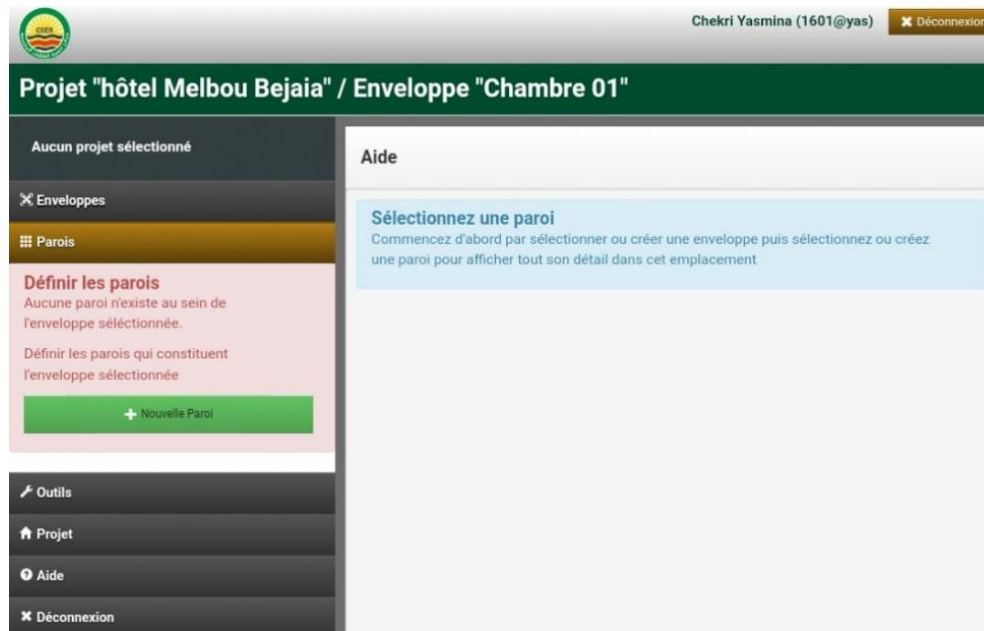 CDER
Chekri Yasmina (1601@yas)
Déconnexion
Projet "hôtel Melbou Bejaia" / Enveloppe "Chambre 01"
Aucun projet sélectionné
Enveloppes
Parois
Définir les parois
Aucune paroi n'existe au sein de
l'enveloppe séléctionnée.
Définir les parois qui constituent
l'enveloppe sélectionnée
Nouvelle Paroi
Outils
Projet
Aide
Déconnexion
Aide
Sélectionnez une paroi
Commencez d'abord par sélectionner ou créer une enveloppe puis sélectionnez ou créez
une paroi pour afficher tout son détail dans cet emplacement